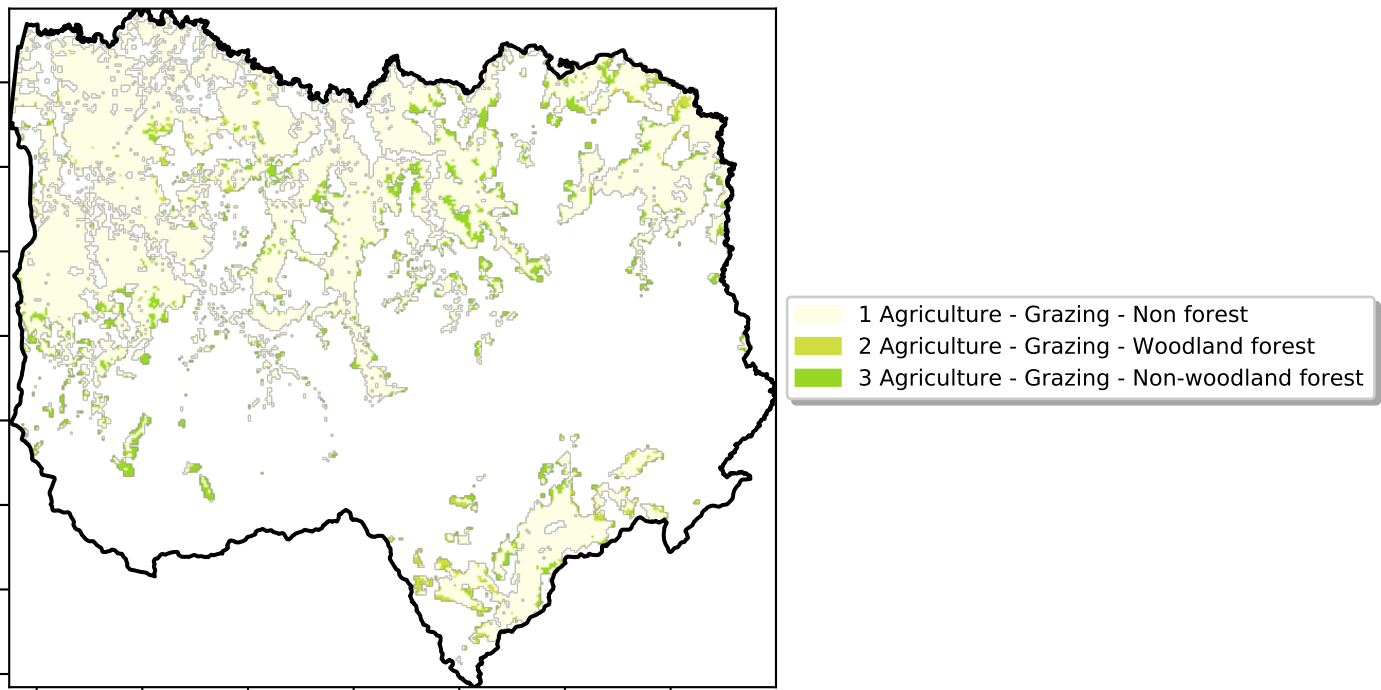 1 Agriculture - Grazing - Non forest
2 Agriculture - Grazing - Woodland forest
3 Agriculture - Grazing - Non-woodland forest